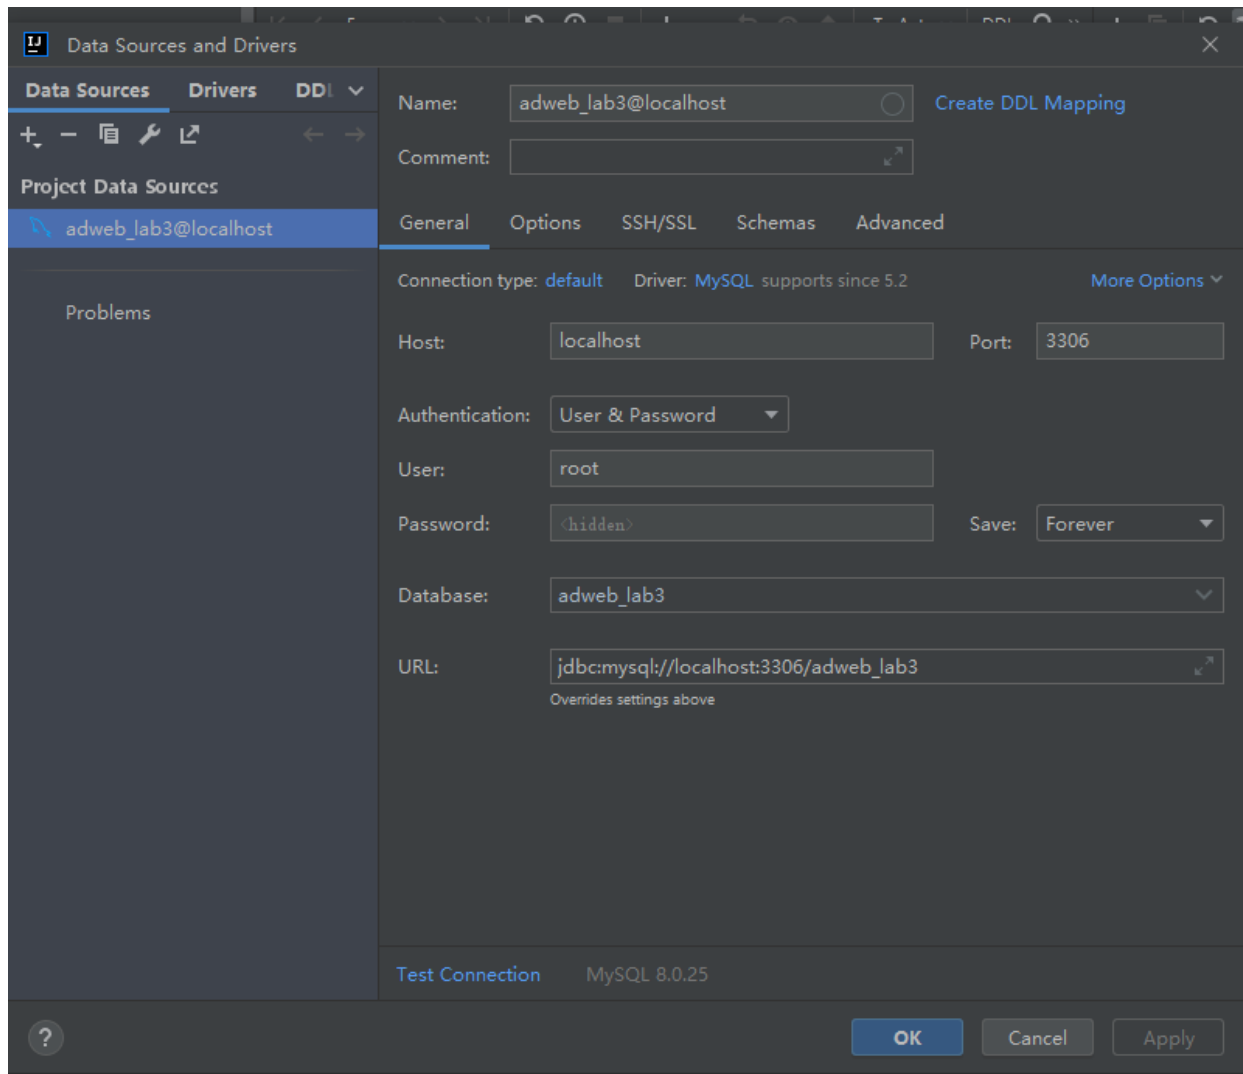 IJ Data Sources and Drivers
Data Sources Drivers DDL
Project Data Sources
adweb_lab3@localhost
Problems
Name: adweb_lab3@localhost Create DDL Mapping
Comment:
General Options SSH/SSL Schemas Advanced
Connection type: default Driver: MySQL supports since 5.2 More Options
Host: localhost Port: 3306
Authentication: User & Password
User: root
Password: <hidden> Save: Forever
Database: adweb_lab3
URL: jdbc:mysql://localhost:3306/adweb_lab3
Overrides settings above
Test Connection MySQL 8.0.25
? OK Cancel Apply